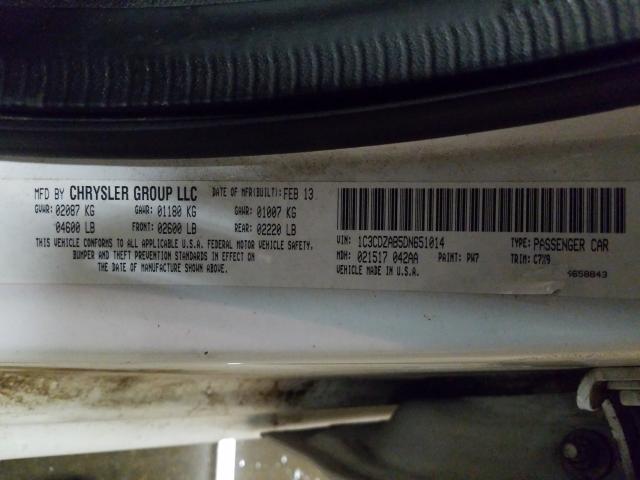 MFD BY CHRYSLER GROUP LLC DATE OF MFR(BUILT): FEB 13
GVWR: 02087 KG GAWR: 01180 KG GAWR: 01007 KG
04600 LB FRONT: 02600 LB REAR: 02220 LB
THIS VEHICLE CONFORMS TO ALL APPLICABLE U.S.A. FEDERAL MOTOR VEHICLE SAFETY,
BUMPER AND THEFT PREVENTION STANDARDS IN EFFECT ON
THE DATE OF MANUFACTURE SHOWN ABOVE.
VIN: 1C3CDZAB5DN651014 TYPE: PASSENGER CAR
MDH: 021517 042AA PAINT: PW7 TRIM: C7X9
VEHICLE MADE IN U.S.A. 4658843